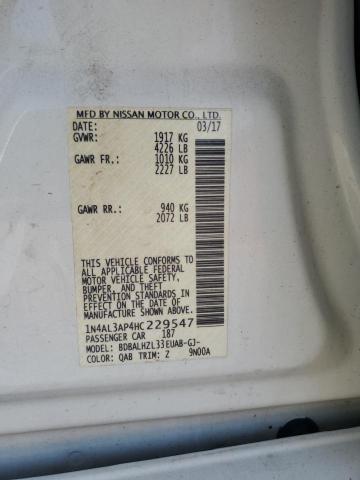 MFD BY NISSAN MOTOR CO., LTD.
DATE: 03/17
GVWR: 1917 KG
4226 LB
GAWR FR.: 1010 KG
2227 LB
GAWR RR.: 940 KG
2072 LB
THIS VEHICLE CONFORMS TO
ALL APPLICABLE FEDERAL
MOTOR VEHICLE SAFETY,
BUMPER, AND THEFT
PREVENTION STANDARDS IN
EFFECT ON THE DATE OF
MANUFACTURE SHOWN ABOVE.
1N4AL3AP4HC229547
PASSENGER CAR 187
MODEL: BDBALHZL33EUAB-GJ-
COLOR: QAB TRIM: Z 9N00A